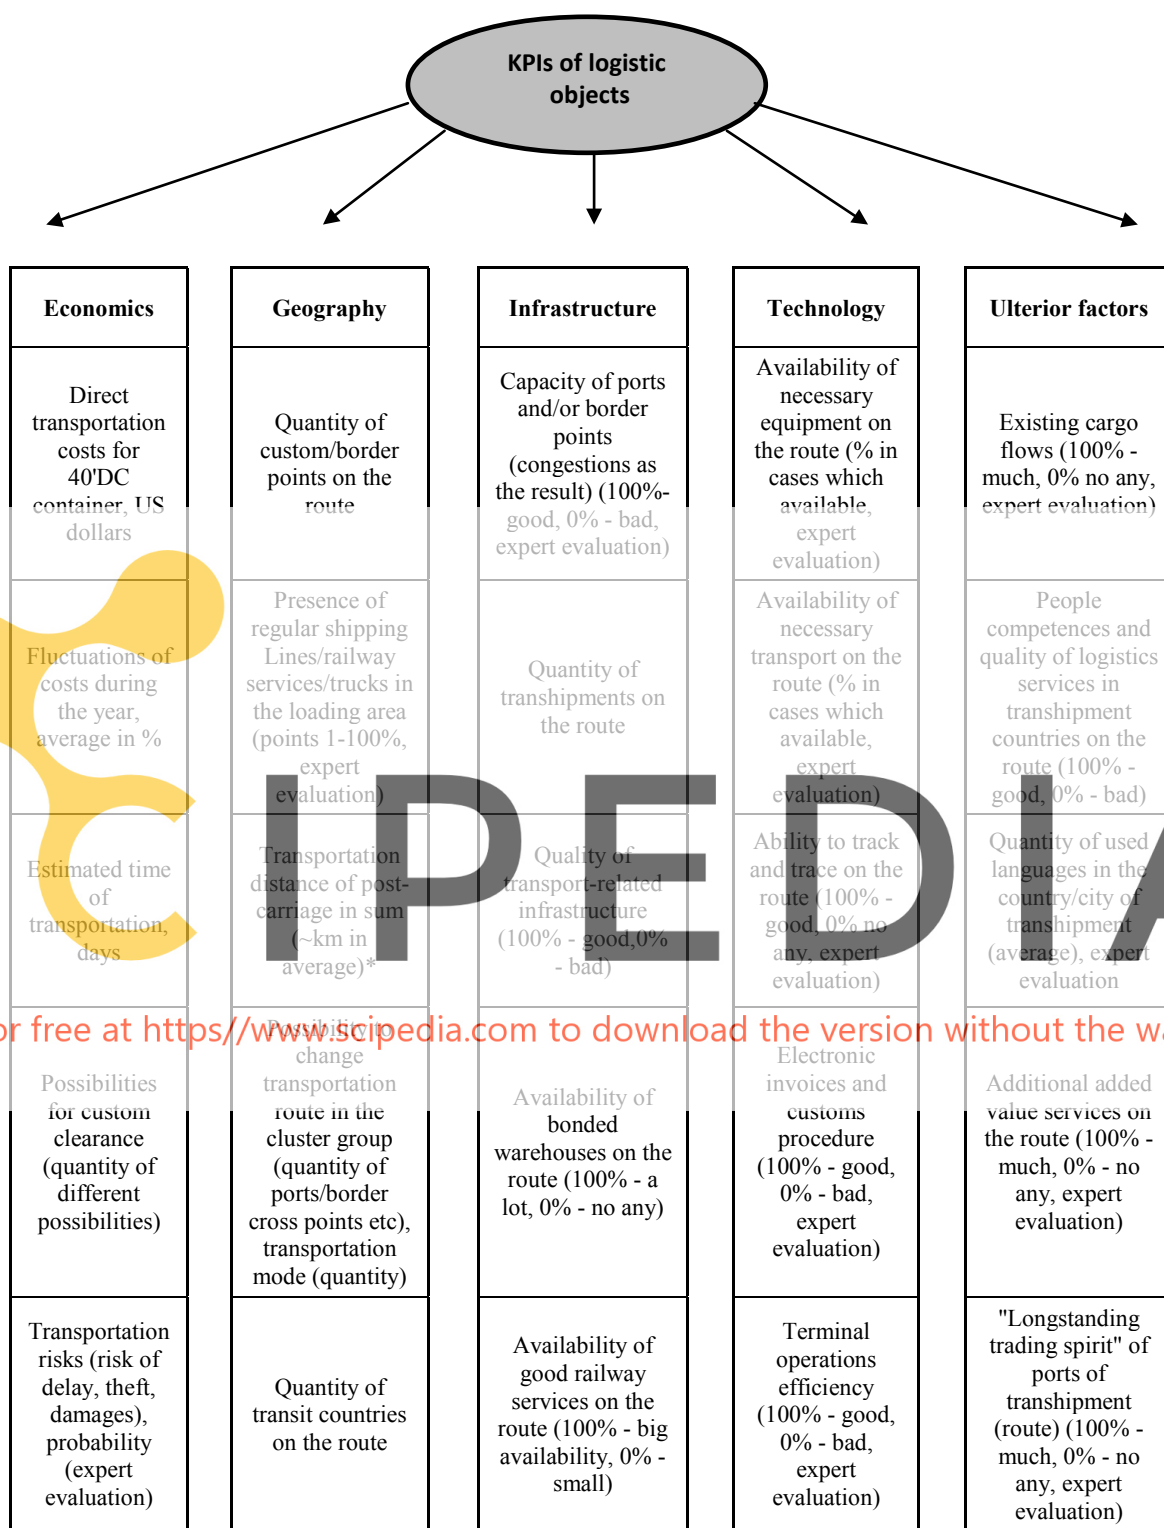 KPIs of logistic
objects
Economics
Direct
transportation
costs for
40'DC
container, US
dollars
Fluctuations of
costs during
the year,
average in %
Estimated time
of
transportation,
days
Possibilities
for custom
clearance
(quantity of
different
possibilities)
Transportation
risks (risk of
delay, theft,
damages),
probability
(expert
evaluation)
Geography
Quantity of
custom/border
points on the
route
Presence of
regular shipping
Lines/railway
services/trucks in
the loading area
(points 1-100%,
expert
evaluation)
Transportation
distance of post-
carriage in sum
(~km in
average)*
Possibility to
change
transportation
route in the
cluster group
(quantity of
ports/border
cross points etc),
transportation
mode (quantity)
Quantity of
transit countries
on the route
Infrastructure
Capacity of ports
and/or border
points
(congestions as
the result) (100%-
good, 0% - bad,
expert evaluation)
Quantity of
transhipments on
the route
Quality of
transport-related
infrastructure
(100% - good,0%
- bad)
Availability of
bonded
warehouses on the
route (100% - a
lot, 0% - no any)
Availability of
good railway
services on the
route (100% - big
availability, 0% -
small)
Technology
Availability of
necessary
equipment on
the route (% in
cases which
available,
expert
evaluation)
Availability of
necessary
transport on the
route (% in
cases which
available,
expert
evaluation)
Ability to track
and trace on the
route (100% -
good, 0% no
any, expert
evaluation)
Electronic
invoices and
customs
procedure
(100% - good,
0% - bad,
expert
evaluation)
Terminal
operations
efficiency
(100% - good,
0% - bad,
expert
evaluation)
Ulterior factors
Existing cargo
flows (100% -
much, 0% no any,
expert evaluation)
People
competences and
quality of logistics
services in
transhipment
countries on the
route (100% -
good, 0% - bad)
Quantity of used
languages in the
country/city of
transhipment
(average), expert
evaluation
Additional added
value services on
the route (100% -
much, 0% - no
any, expert
evaluation)
"Longstanding
trading spirit" of
ports of
transhipment
(route) (100% -
much, 0% - no
any, expert
evaluation)
CIPEDIA
or free at https//www.scipedia.com to download the version without the wa